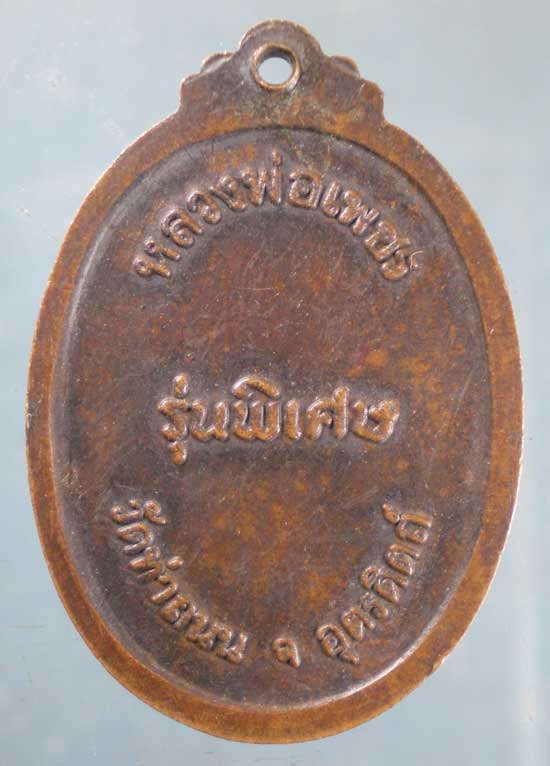 หลวงพ่อเพชร
รุ่นพิเศษ
วัดท่าถนน จ อุตรดิตถ์